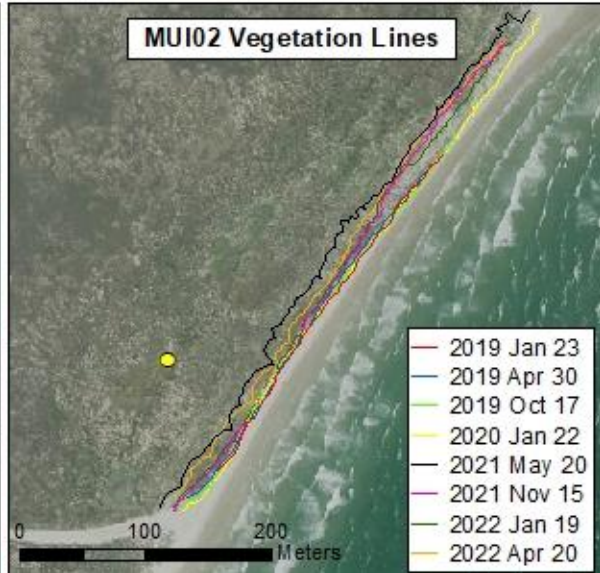 MUI02 Vegetation Lines
2019 Jan 23
2019 Apr 30
2019 Oct 17
2020 Jan 22
2021 May 20
2021 Nov 15
2022 Jan 19
2022 Apr 20
0 100 200
Meters